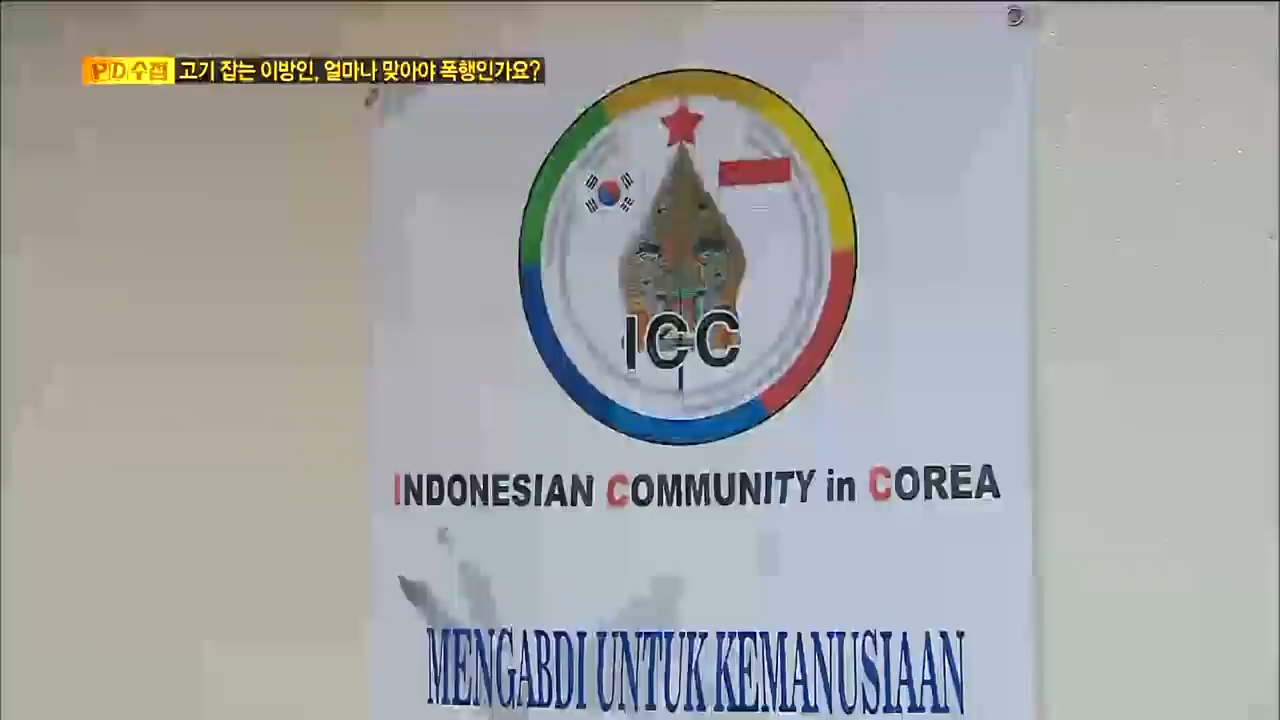 PD수첩 고기 잡는 이방인, 얼마나 맞아야 폭행인가요?
ICC
INDONESIAN COMMUNITY in COREA
MENGABDI UNTUK KEMANUSIAAN